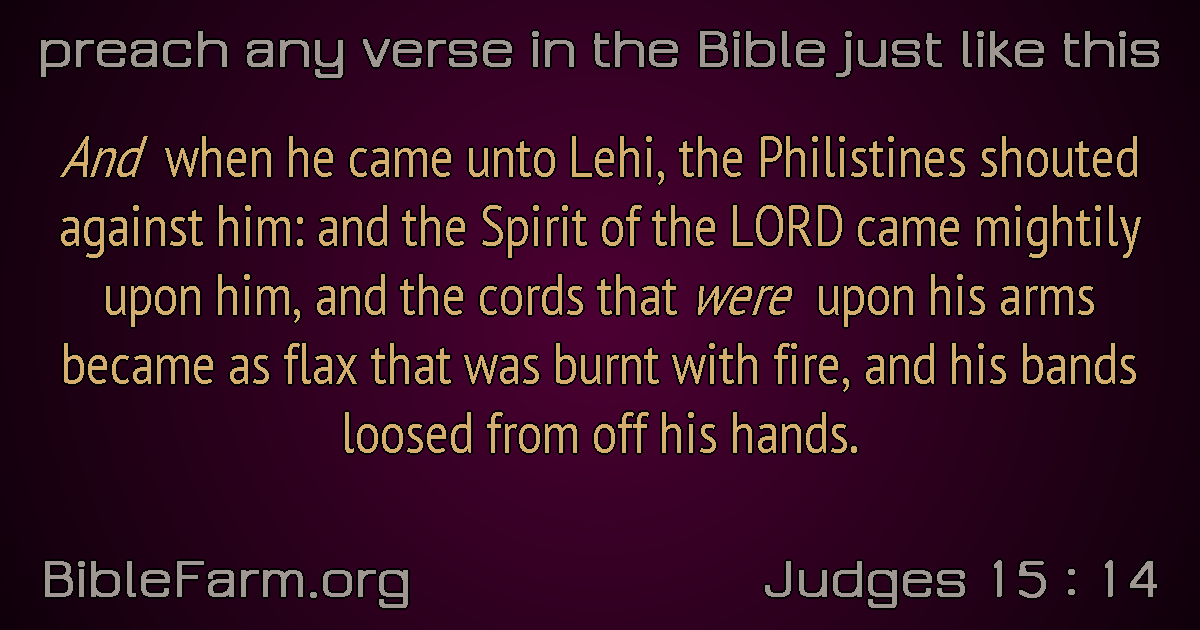 preach any verse in the Bible just like this
And when he came unto Lehi, the Philistines shouted
against him: and the Spirit of the LORD came mightily
upon him, and the cords that were upon his arms
became as flax that was burnt with fire, and his bands
loosed from off his hands.
BibleFarm.org
Judges 15 : 14